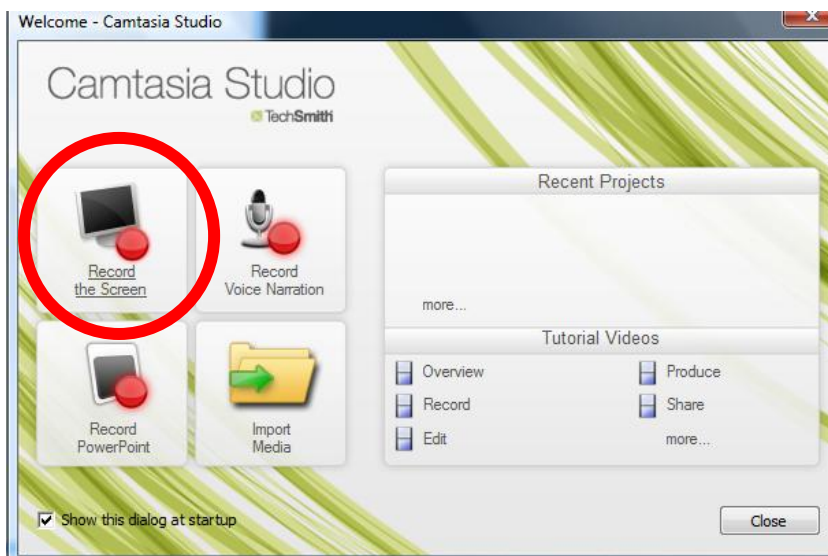 Welcome - Camtasia Studio
Camtasia Studio
TechSmith
Record
the Screen
Record
Voice Narration
Record
PowerPoint
Import
Media
Recent Projects
more...
Tutorial Videos
Overview
Produce
Record
Share
Edit
more...
Show this dialog at startup
Close